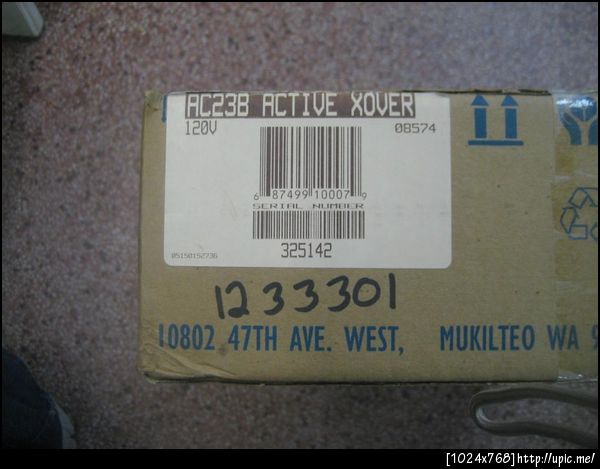 AC23B ACTIVE XOVER
120V 08574
6 87499 10007 9
SERIAL NUMBER
325142
05150152736
1233301
10802 47TH AVE. WEST, MUKILTEO WA 9
[1024x768]http://upic.me/